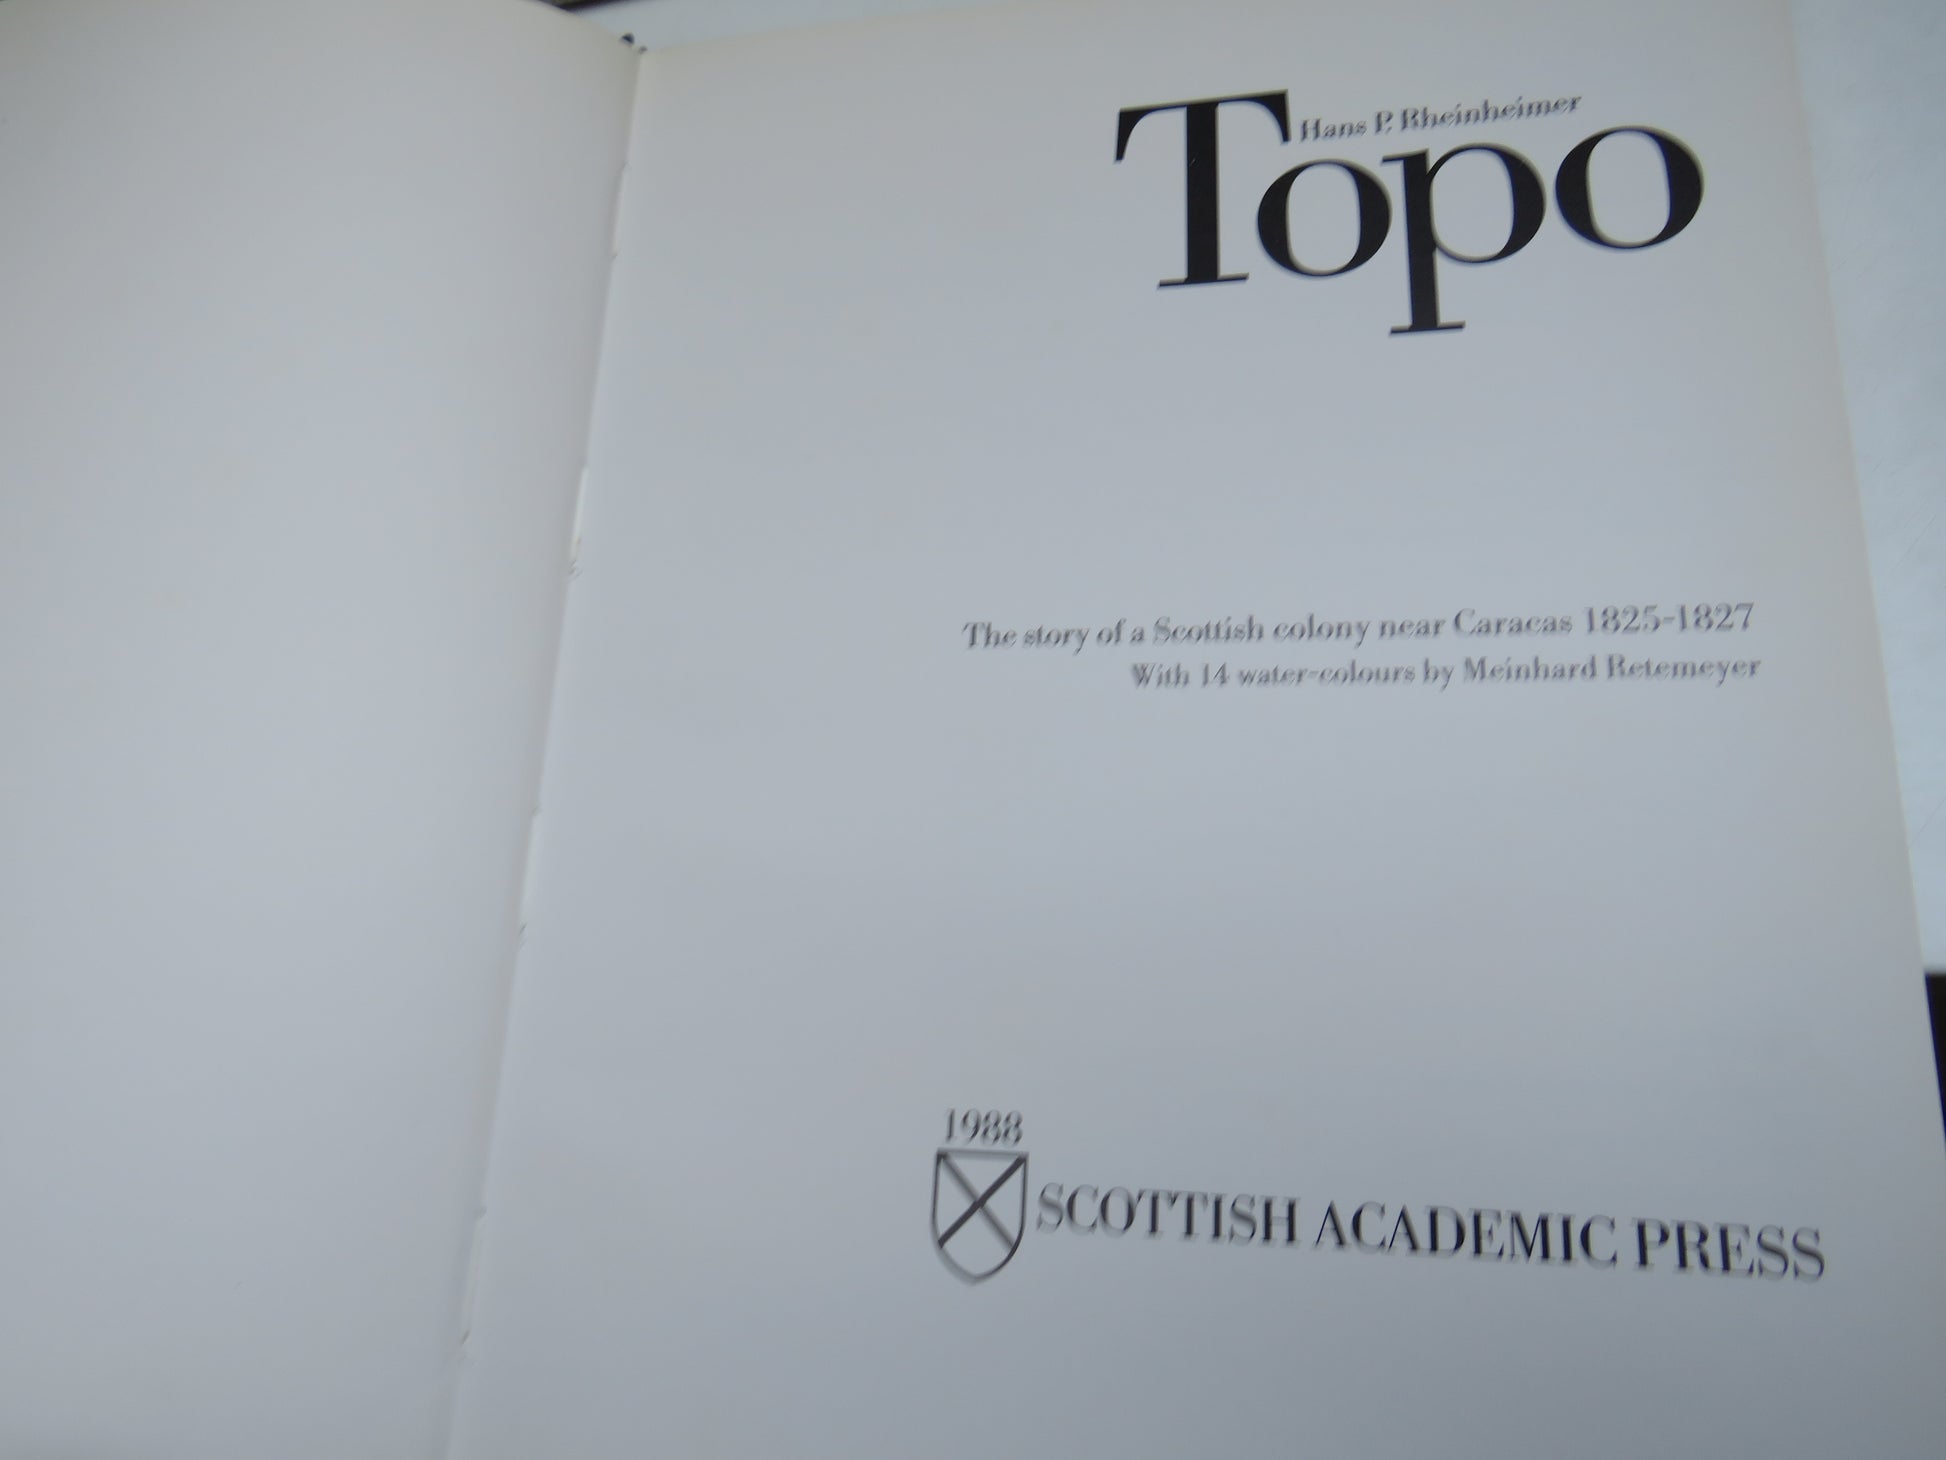 Hans P. Rheinheimer
Topo
The story of a Scottish colony near Caracas 1825-1827
With 14 water-colours by Meinhard Retemeyer
1988
SCOTTISH ACADEMIC PRESS